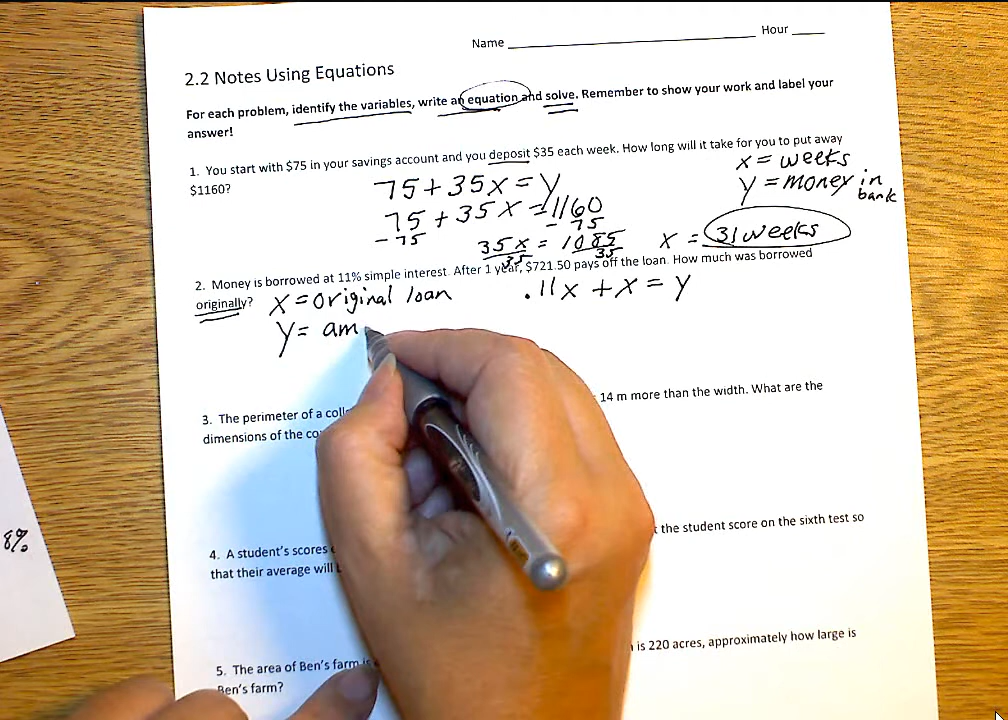 Name Hour
2.2 Notes Using Equations
For each problem, identify the variables, write an equation and solve. Remember to show your work and label your
answer!
1. You start with $75 in your savings account and you deposit $35 each week. How long will it take for you to put away
$1160?
x = weeks
y = money in
bank
75 + 35x = y
75 + 35x = 1160
-75 -75
35x = 1085
35 35
x = 31 weeks
2. Money is borrowed at 11% simple interest. After 1 year, $721.50 pays off the loan. How much was borrowed
originally?
x = original loan
.11x + x = y
y = am
3. The perimeter of a 14 m more than the width. What are the
dimensions of the
4. A student's scores the student score on the sixth test so
that their average will
5. The area of Ben's farm is is 220 acres, approximately how large is
Ben's farm?
8%